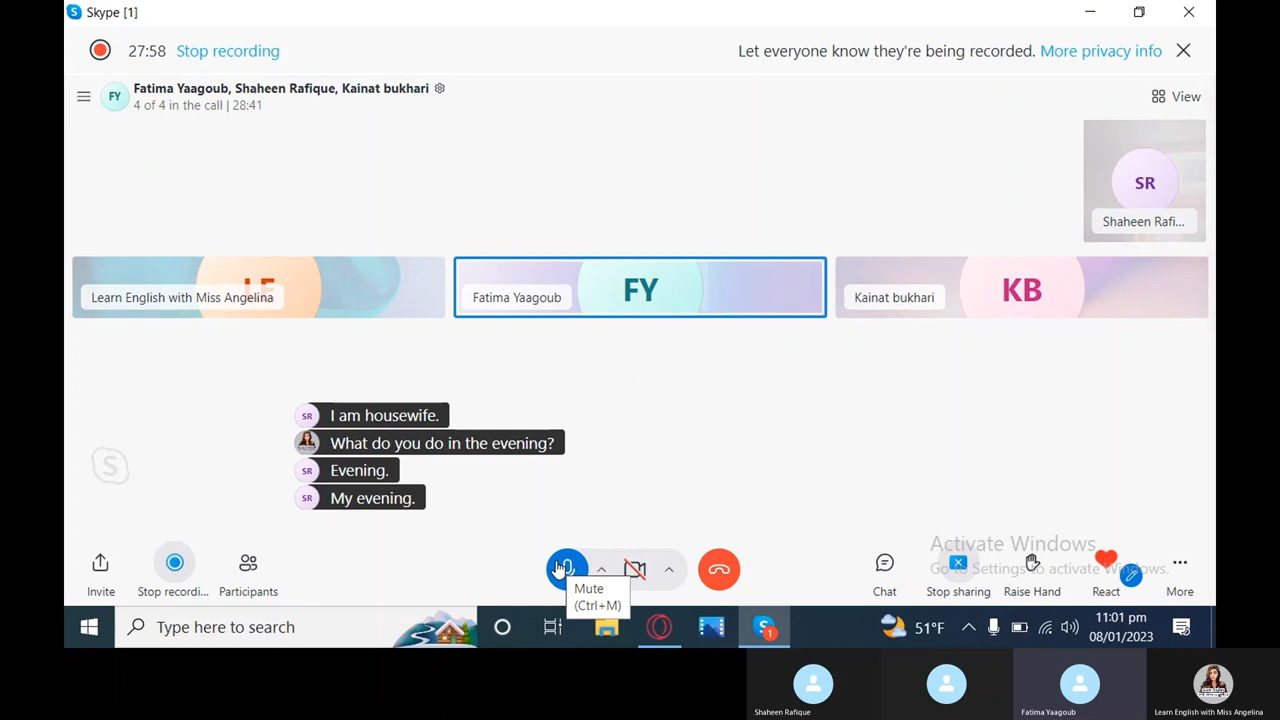 Skype [1]
27:58 Stop recording
Let everyone know they're being recorded. More privacy info
FY
Fatima Yaagoub, Shaheen Rafique, Kainat bukhari
4 of 4 in the call | 28:41
View
SR
Shaheen Rafi...
LE
Learn English with Miss Angelina
FY
Fatima Yaagoub
KB
Kainat bukhari
SR I am housewife.
What do you do in the evening?
SR Evening.
SR My evening.
Activate Windows
Go to Settings to activate Windows.
Invite
Stop recordi...
Participants
Mute
(Ctrl+M)
Chat
Stop sharing
Raise Hand
React
More
Type here to search
1
51°F
11:01 pm
08/01/2023
Shaheen Rafique
Fatima Yaagoub
Learn English with Miss Angelina